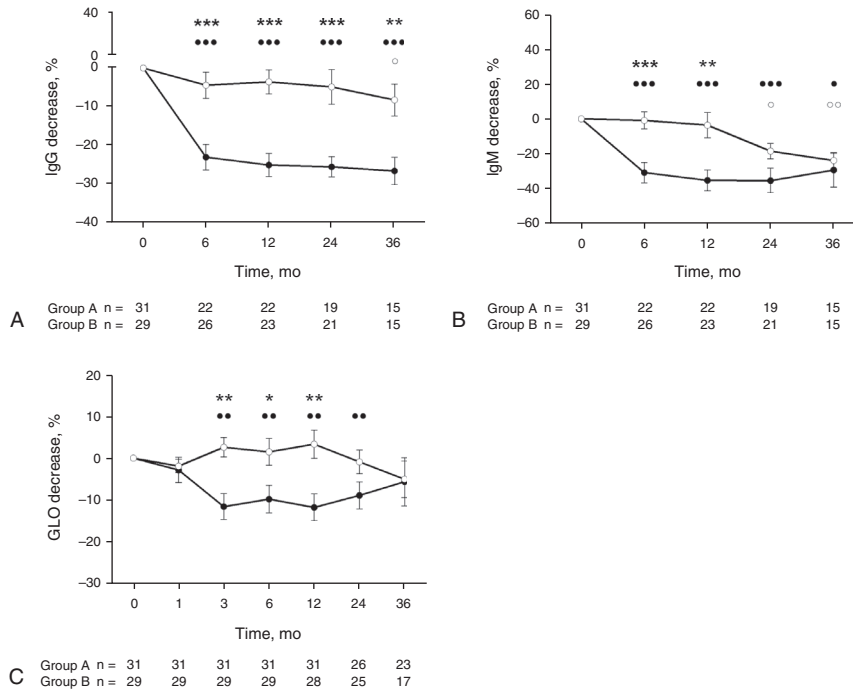 40
0
0
–10
–20
–30
–40
IgG decrease, %
*** *** *** **
••• ••• ••• •••
○
0 6 12 24 36
Time, mo
A
Group A n = 31 22 22 19 15
Group B n = 29 26 23 21 15
60
40
20
0
–20
–40
–60
IgM decrease, %
*** **
••• ••• ••• •
○ ○○
0 6 12 24 36
Time, mo
B
Group A n = 31 22 22 19 15
Group B n = 29 26 23 21 15
20
10
0
–10
–20
–30
GLO decrease, %
** * **
•• • •• ••
0 1 3 6 12 24 36
Time, mo
C
Group A n = 31 31 31 31 31 26 23
Group B n = 29 29 29 29 28 25 17